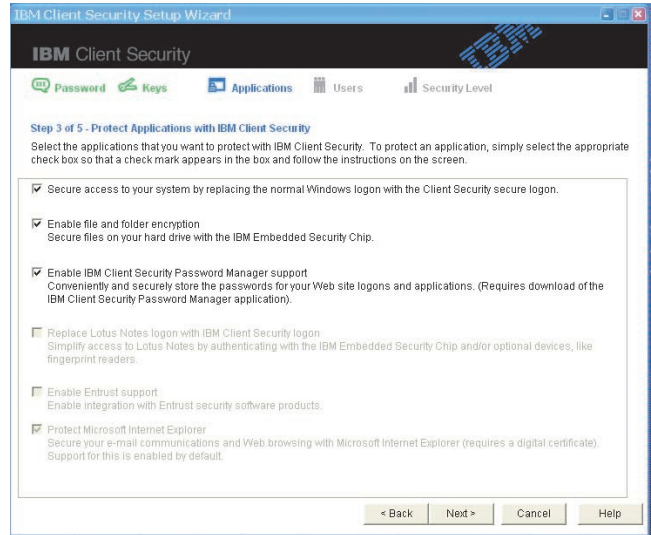 IBM Client Security Setup Wizard
IBM Client Security
IBM
Password Keys Applications Users Security Level
Step 3 of 5 - Protect Applications with IBM Client Security
Select the applications that you want to protect with IBM Client Security. To protect an application, simply select the appropriate
check box so that a check mark appears in the box and follow the instructions on the screen.
Secure access to your system by replacing the normal Windows logon with the Client Security secure logon.
Enable file and folder encryption
Secure files on your hard drive with the IBM Embedded Security Chip.
Enable IBM Client Security Password Manager support
Conveniently and securely store the passwords for your Web site logons and applications. (Requires download of the
IBM Client Security Password Manager application).
Replace Lotus Notes logon with IBM Client Security logon
Simplify access to Lotus Notes by authenticating with the IBM Embedded Security Chip and/or optional devices, like
fingerprint readers.
Enable Entrust support
Enable integration with Entrust security software products.
Protect Microsoft Internet Explorer
Secure your e-mail communications and Web browsing with Microsoft Internet Explorer (requires a digital certificate).
Support for this is enabled by default.
< Back Next > Cancel Help